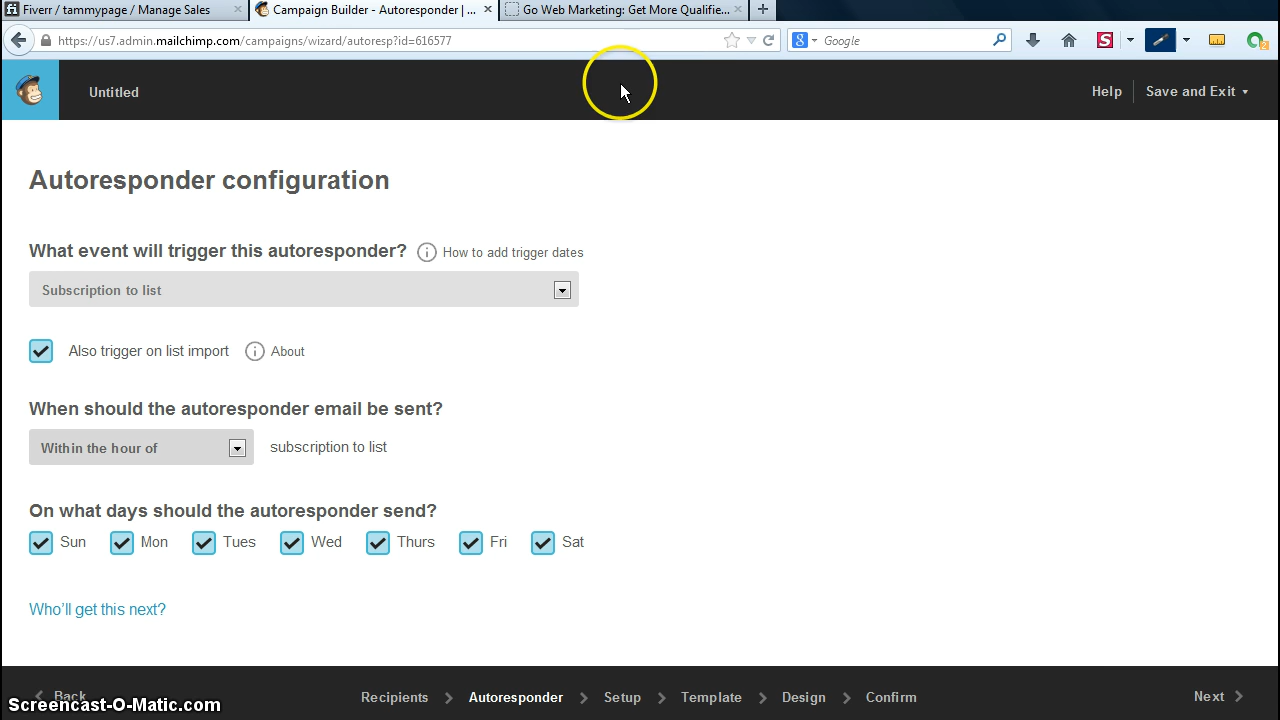 Fiverr / tammypage / Manage Sales × Campaign Builder - Autoresponder | ... × Go Web Marketing: Get More Qualifie... × +
https://us7.admin.mailchimp.com/campaigns/wizard/autoresp?id=616577 8 Google S 2
Untitled Help Save and Exit
Autoresponder configuration
What event will trigger this autoresponder? i How to add trigger dates
Subscription to list
Also trigger on list import i About
When should the autoresponder email be sent?
Within the hour of subscription to list
On what days should the autoresponder send?
Sun Mon Tues Wed Thurs Fri Sat
Who'll get this next?
Back Recipients Autoresponder Setup Template Design Confirm Next
Screencast-O-Matic.com